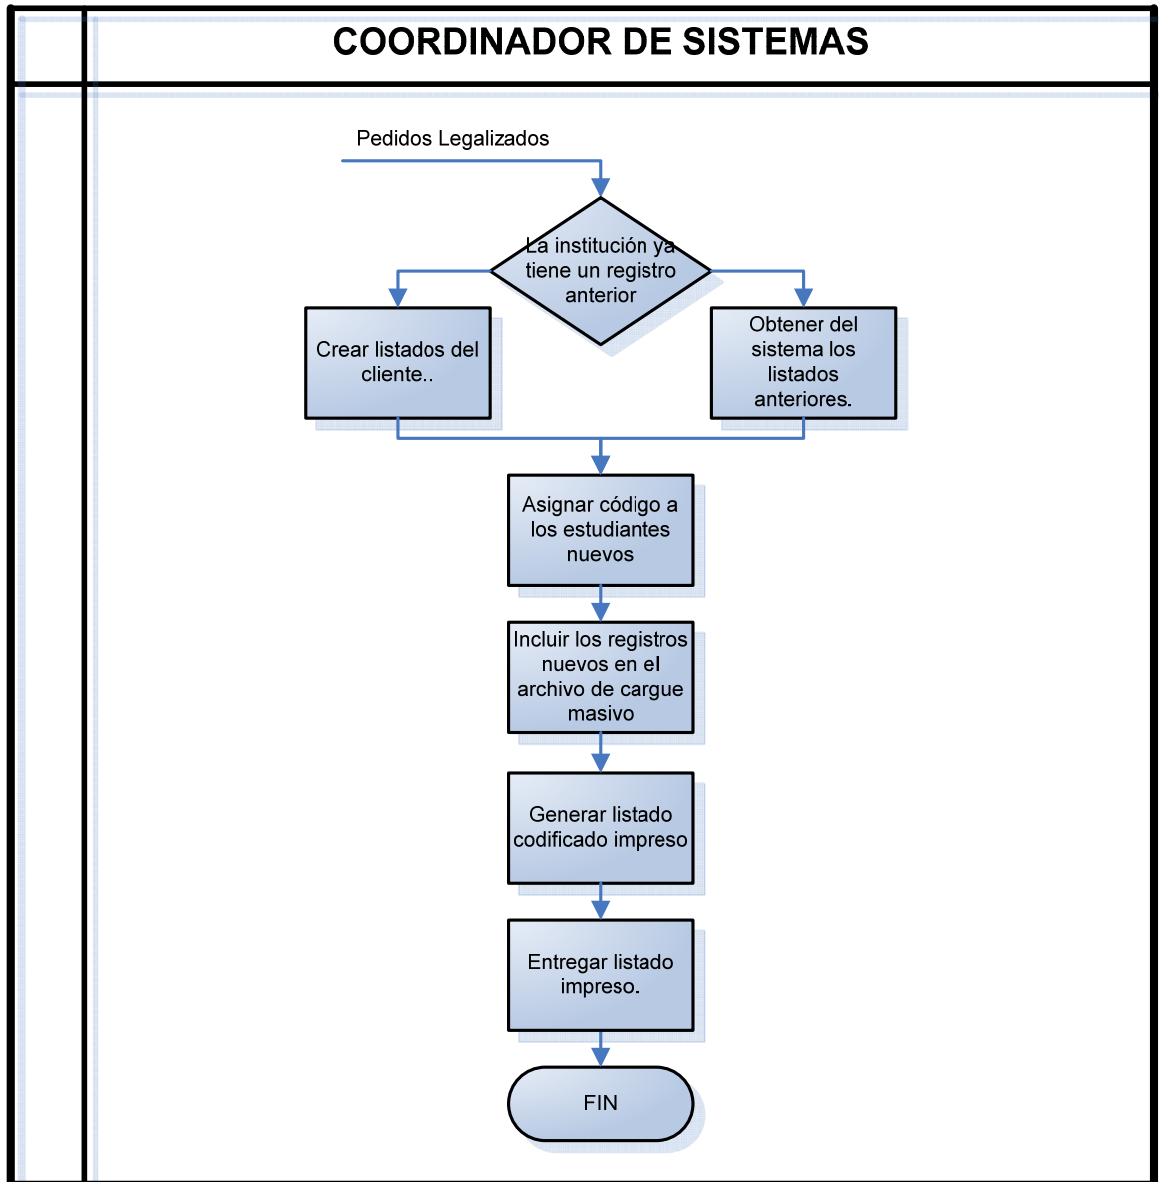 COORDINADOR DE SISTEMAS
Pedidos Legalizados
La institución ya
tiene un registro
anterior
Crear listados del
cliente..
Obtener del
sistema los
listados
anteriores.
Asignar código a
los estudiantes
nuevos
Incluir los registros
nuevos en el
archivo de cargue
masivo
Generar listado
codificado impreso
Entregar listado
impreso.
FIN